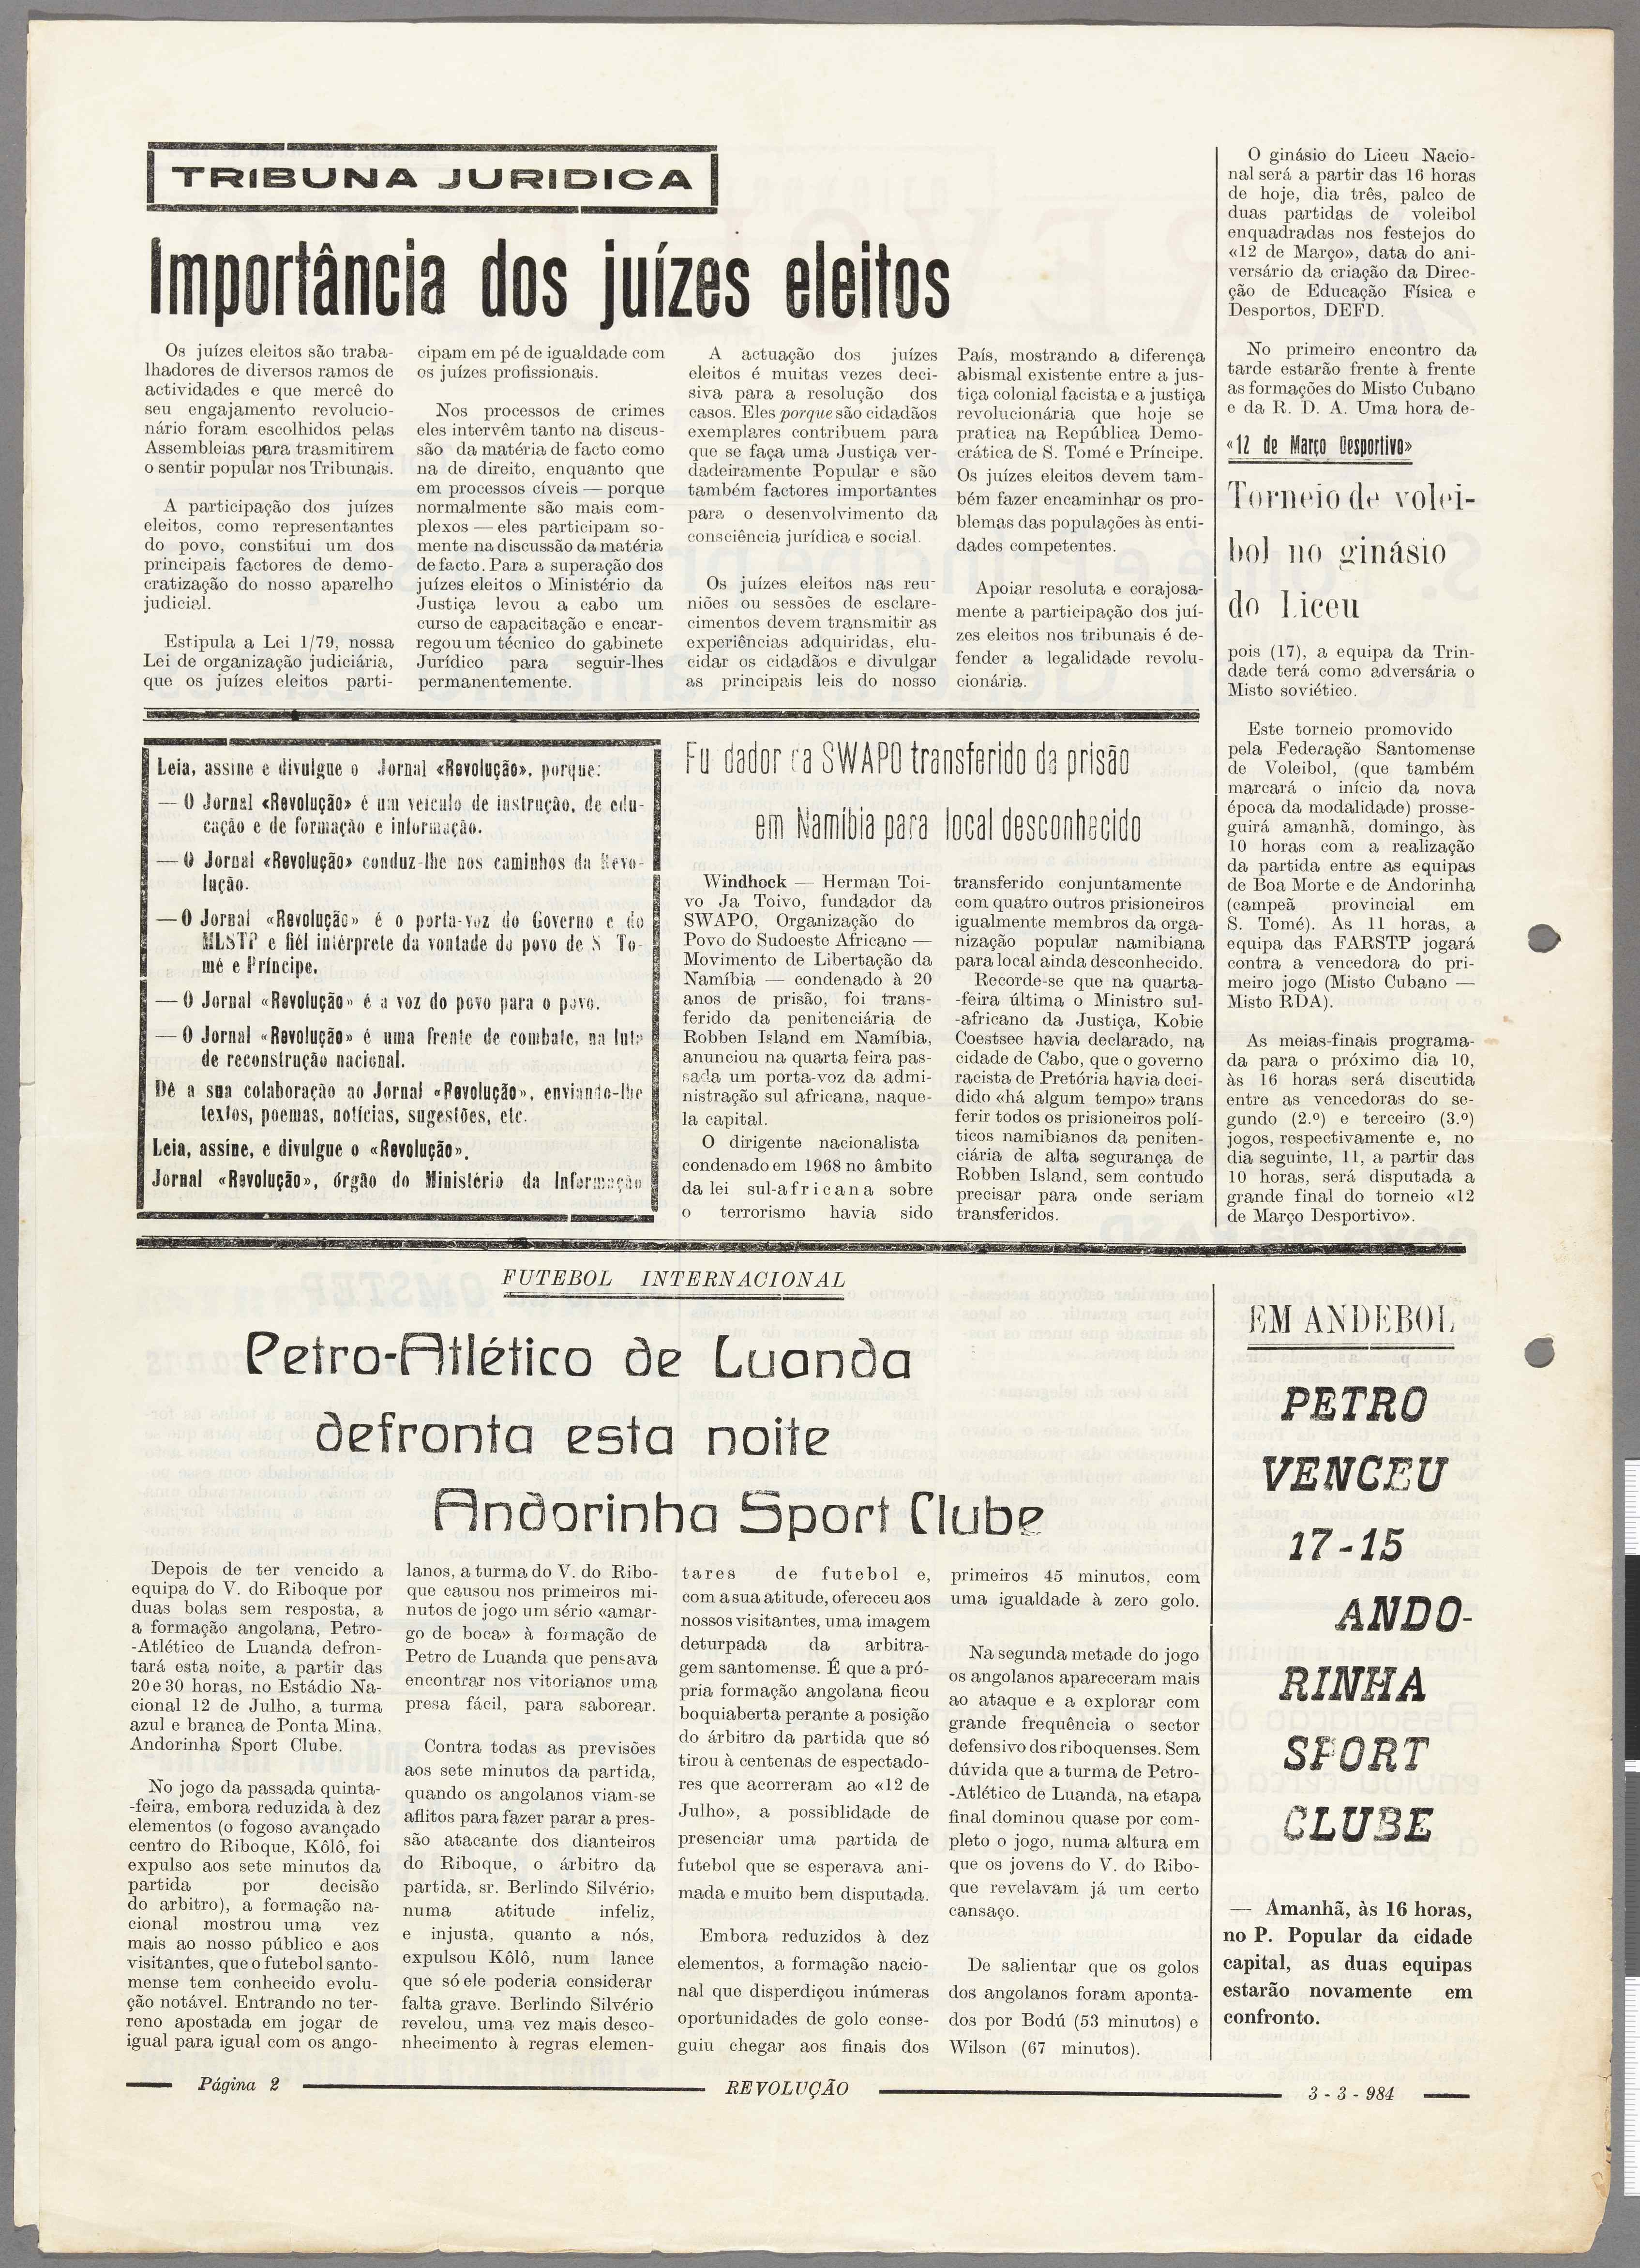 TRIBUNA JURIDICA
Importância dos juízes eleitos
Os juízes eleitos são traba-
lhadores de diversos ramos de
actividades e que mercê do
seu engajamento revolucio-
nário foram escolhidos pelas
Assembleias para trasmitirem
o sentir popular nos Tribunais.
A participação dos juízes
eleitos, como representantes
do povo, constitui um dos
principais factores de demo-
cratização do nosso aparelho
judicial.
Estipula a Lei 1/79, nossa
Lei de organização judiciária,
que os juízes eleitos parti-
cipam em pé de igualdade com
os juízes profissionais.
Nos processos de crimes
eles intervêm tanto na discus-
são da matéria de facto como
na de direito, enquanto que
em processos cíveis — porque
normalmente são mais com-
plexos — eles participam so-
mente na discussão da matéria
de facto. Para a superação dos
juízes eleitos o Ministério da
Justiça levou a cabo um
curso de capacitação e encar-
regou um técnico do gabinete
Jurídico para seguir-lhes
permanentemente.
A actuação dos juízes
eleitos é muitas vezes deci-
siva para a resolução dos
casos. Eles porque são cidadãos
exemplares contribuem para
que se faça uma Justiça ver-
dadeiramente Popular e são
também factores importantes
para o desenvolvimento da
consciência jurídica e social.
Os juízes eleitos nas reu-
niões ou sessões de esclare-
cimentos devem transmitir as
experiências adquiridas, elu-
cidar os cidadãos e divulgar
as principais leis do nosso
País, mostrando a diferença
abismal existente entre a jus-
tiça colonial facista e a justiça
revolucionária que hoje se
pratica na República Demo-
crática de S. Tomé e Príncipe.
Os juízes eleitos devem tam-
bém fazer encaminhar os pro-
blemas das populações às enti-
dades competentes.
Apoiar resoluta e corajosa-
mente a participação dos juí-
zes eleitos nos tribunais é de-
fender a legalidade revolu-
cionária.
O ginásio do Liceu Nacio-
nal será a partir das 16 horas
de hoje, dia três, palco de
duas partidas de voleibol
enquadradas nos festejos do
«12 de Março», data do ani-
versário da criação da Direc-
ção de Educação Física e
Desportos, DEFD.
No primeiro encontro da
tarde estarão frente à frente
as formações do Misto Cubano
e da R. D. A. Uma hora de-
«12 de Março Desportivo»
Torneio de volei-
bol no ginásio
do Liceu
pois (17), a equipa da Trin-
dade terá como adversária o
Misto soviético.
Este torneio promovido
pela Federação Santomense
de Voleibol, (que também
marcará o início da nova
época da modalidade) prosse-
guirá amanhã, domingo, às
10 horas com a realização
da partida entre as equipas
de Boa Morte e de Andorinha
(campeã provincial em
S. Tomé). As 11 horas, a
equipa das FARSTP jogará
contra a vencedora do pri-
meiro jogo (Misto Cubano —
Misto RDA).
As meias-finais programa-
da para o próximo dia 10,
às 16 horas será discutida
entre as vencedoras do se-
gundo (2.º) e terceiro (3.º)
jogos, respectivamente e, no
dia seguinte, 11, a partir das
10 horas, será disputada a
grande final do torneio «12
de Março Desportivo».
Leia, assine e divulgue o Jornal «Revolução», porque:
— O Jornal «Revolução» é um veiculo de instrução, de edu-
cação e de formação e informação.
— O Jornal «Revolução» conduz-lhe nos caminhos da Revo-
lução.
— O Jornal «Revolução» é o porta-voz do Governo e do
MLSTP e fiél intérprete da vontade do povo de S To-
mé e Príncipe.
— O Jornal «Revolução» é a voz do povo para o povo.
— O Jornal «Revolução» é uma frente de combate, na luta
de reconstrução nacional.
Dê a sua colaboração ao Jornal «Revolução», enviando-lhe
textos, poemas, notícias, sugestões, etc.
Leia, assine, e divulgue o «Revolução».
Jornal «Revolução», órgão do Ministério da Informação
Fu dador da SWAPO transferido da prisão
em Namíbia para local desconhecido
Windhock — Herman Toi-
vo Ja Toivo, fundador da
SWAPO, Organização do
Povo do Sudoeste Africano —
Movimento de Libertação da
Namíbia — condenado à 20
anos de prisão, foi trans-
ferido da penitenciária de
Robben Island em Namíbia,
anunciou na quarta feira pas-
sada um porta-voz da admi-
nistração sul africana, naque-
la capital.
O dirigente nacionalista
condenado em 1968 no âmbito
da lei sul-africana sobre
o terrorismo havia sido
transferido conjuntamente
com quatro outros prisioneiros
igualmente membros da orga-
nização popular namibiana
para local ainda desconhecido.
Recorde-se que na quarta-
-feira última o Ministro sul-
-africano da Justiça, Kobie
Coestsee havia declarado, na
cidade de Cabo, que o governo
racista de Pretória havia deci-
dido «há algum tempo» trans
ferir todos os prisioneiros polí-
ticos namibianos da peniten-
ciária de alta segurança de
Robben Island, sem contudo
precisar para onde seriam
transferidos.
FUTEBOL INTERNACIONAL
Petro-Atlético de Luanda
defronta esta noite
Andorinha Sport Clube
Depois de ter vencido a
equipa do V. do Riboque por
duas bolas sem resposta, a
a formação angolana, Petro-
-Atlético de Luanda defron-
tará esta noite, a partir das
20 e 30 horas, no Estádio Na-
cional 12 de Julho, a turma
azul e branca de Ponta Mina,
Andorinha Sport Clube.
No jogo da passada quinta-
-feira, embora reduzida à dez
elementos (o fogoso avançado
centro do Riboque, Kôlô, foi
expulso aos sete minutos da
partida por decisão
do arbitro), a formação na-
cional mostrou uma vez
mais ao nosso público e aos
visitantes, que o futebol santo-
mense tem conhecido evolu-
ção notável. Entrando no ter-
reno apostada em jogar de
igual para igual com os ango-
lanos, a turma do V. do Ribo-
que causou nos primeiros mi-
nutos de jogo um sério «amar-
go de boca» à formação de
Petro de Luanda que pensava
encontrar nos vitorianos uma
presa fácil, para saborear.
Contra todas as previsões
aos sete minutos da partida,
quando os angolanos viam-se
aflitos para fazer parar a pres-
são atacante dos dianteiros
do Riboque, o árbitro da
partida, sr. Berlindo Silvério,
numa atitude infeliz,
e injusta, quanto a nós,
expulsou Kôlô, num lance
que só ele poderia considerar
falta grave. Berlindo Silvério
revelou, uma vez mais desco-
nhecimento à regras elemen-
tares de futebol e,
com a sua atitude, ofereceu aos
nossos visitantes, uma imagem
deturpada da arbitra-
gem santomense. É que a pró-
pria formação angolana ficou
boquiaberta perante a posição
do árbitro da partida que só
tirou à centenas de espectado-
res que acorreram ao «12 de
Julho», a possiblidade de
presenciar uma partida de
futebol que se esperava ani-
mada e muito bem disputada.
Embora reduzidos à dez
elementos, a formação nacio-
nal que disperdiçou inúmeras
oportunidades de golo conse-
guiu chegar aos finais dos
primeiros 45 minutos, com
uma igualdade à zero golo.
Na segunda metade do jogo
os angolanos apareceram mais
ao ataque e a explorar com
grande frequência o sector
defensivo dos riboquenses. Sem
dúvida que a turma de Petro-
-Atlético de Luanda, na etapa
final dominou quase por com-
pleto o jogo, numa altura em
que os jovens do V. do Ribo-
que revelavam já um certo
cansaço.
De salientar que os golos
dos angolanos foram aponta-
dos por Bodú (53 minutos) e
Wilson (67 minutos).
EM ANDEBOL
PETRO
VENCEU
17-15
ANDO-
RINHA
SPORT
CLUBE
— Amanhã, às 16 horas,
no P. Popular da cidade
capital, as duas equipas
estarão novamente em
confronto.
Página 2
REVOLUÇÃO
3 - 3 - 984